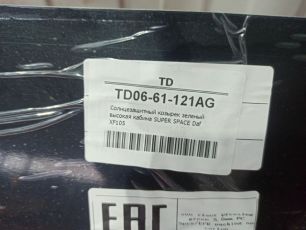 TD
TD06-61-121AG
Солнцезащитный козырек зеленый
высокая кабина SUPER SPACE Daf
XF105
EAC